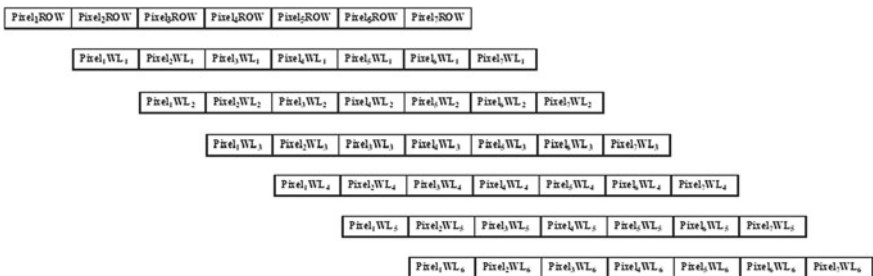 Pixel₁ROW Pixel₂ROW Pixel₃ROW Pixel₄ROW Pixel₅ROW Pixel₆ROW Pixel₇ROW
Pixel₁WL₁ Pixel₂WL₁ Pixel₃WL₁ Pixel₄WL₁ Pixel₅WL₁ Pixel₆WL₁ Pixel₇WL₁
Pixel₁WL₂ Pixel₂WL₂ Pixel₃WL₂ Pixel₄WL₂ Pixel₅WL₂ Pixel₆WL₂ Pixel₇WL₂
Pixel₁WL₃ Pixel₂WL₃ Pixel₃WL₃ Pixel₄WL₃ Pixel₅WL₃ Pixel₆WL₃ Pixel₇WL₃
Pixel₁WL₄ Pixel₂WL₄ Pixel₃WL₄ Pixel₄WL₄ Pixel₅WL₄ Pixel₆WL₄ Pixel₇WL₄
Pixel₁WL₅ Pixel₂WL₅ Pixel₃WL₅ Pixel₄WL₅ Pixel₅WL₅ Pixel₆WL₅ Pixel₇WL₅
Pixel₁WL₆ Pixel₂WL₆ Pixel₃WL₆ Pixel₄WL₆ Pixel₅WL₆ Pixel₆WL₆ Pixel₇WL₆